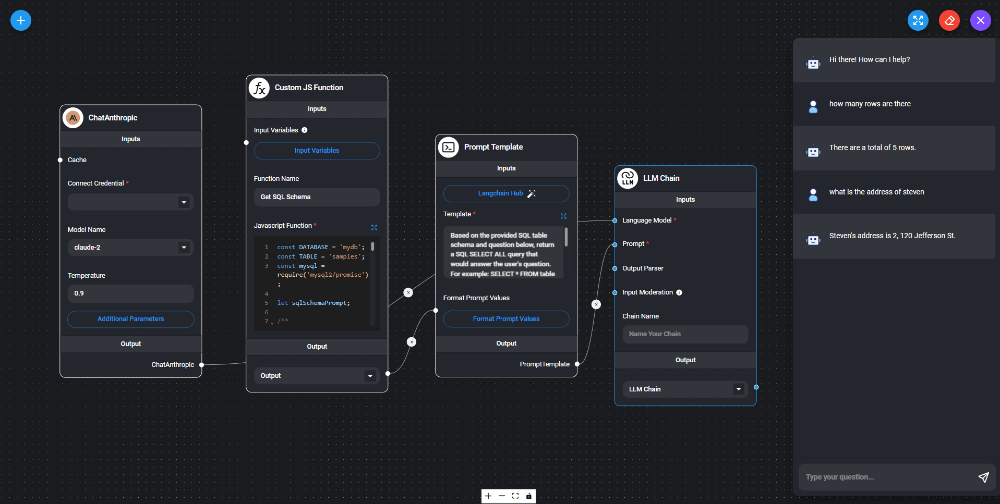 ChatAnthropic
Inputs
Cache
Connect Credential *
Model Name
claude-2
Temperature
0.9
Additional Parameters
Output
ChatAnthropic
Custom JS Function
Inputs
Input Variables
Input Variables
Function Name
Get SQL Schema
Javascript Function *
1 const DATABASE = 'mydb';
2 const TABLE = 'samples';
3 const mysql =
require('mysql2/promise')
;
4
5 let sqlSchemaPrompt;
6
7 /**
Output
Output
Prompt Template
Inputs
Langchain Hub
Template *
Based on the provided SQL table
schema and question below, return
a SQL SELECT ALL query that
would answer the user's question.
For example: SELECT * FROM table
Format Prompt Values
Format Prompt Values
Output
PromptTemplate
LLM
LLM Chain
Inputs
Language Model *
Prompt *
Output Parser
Input Moderation
Chain Name
Name Your Chain
Output
LLM Chain
Hi there! How can I help?
how many rows are there
There are a total of 5 rows.
what is the address of steven
Steven's address is 2, 120 Jefferson St.
Type your question...